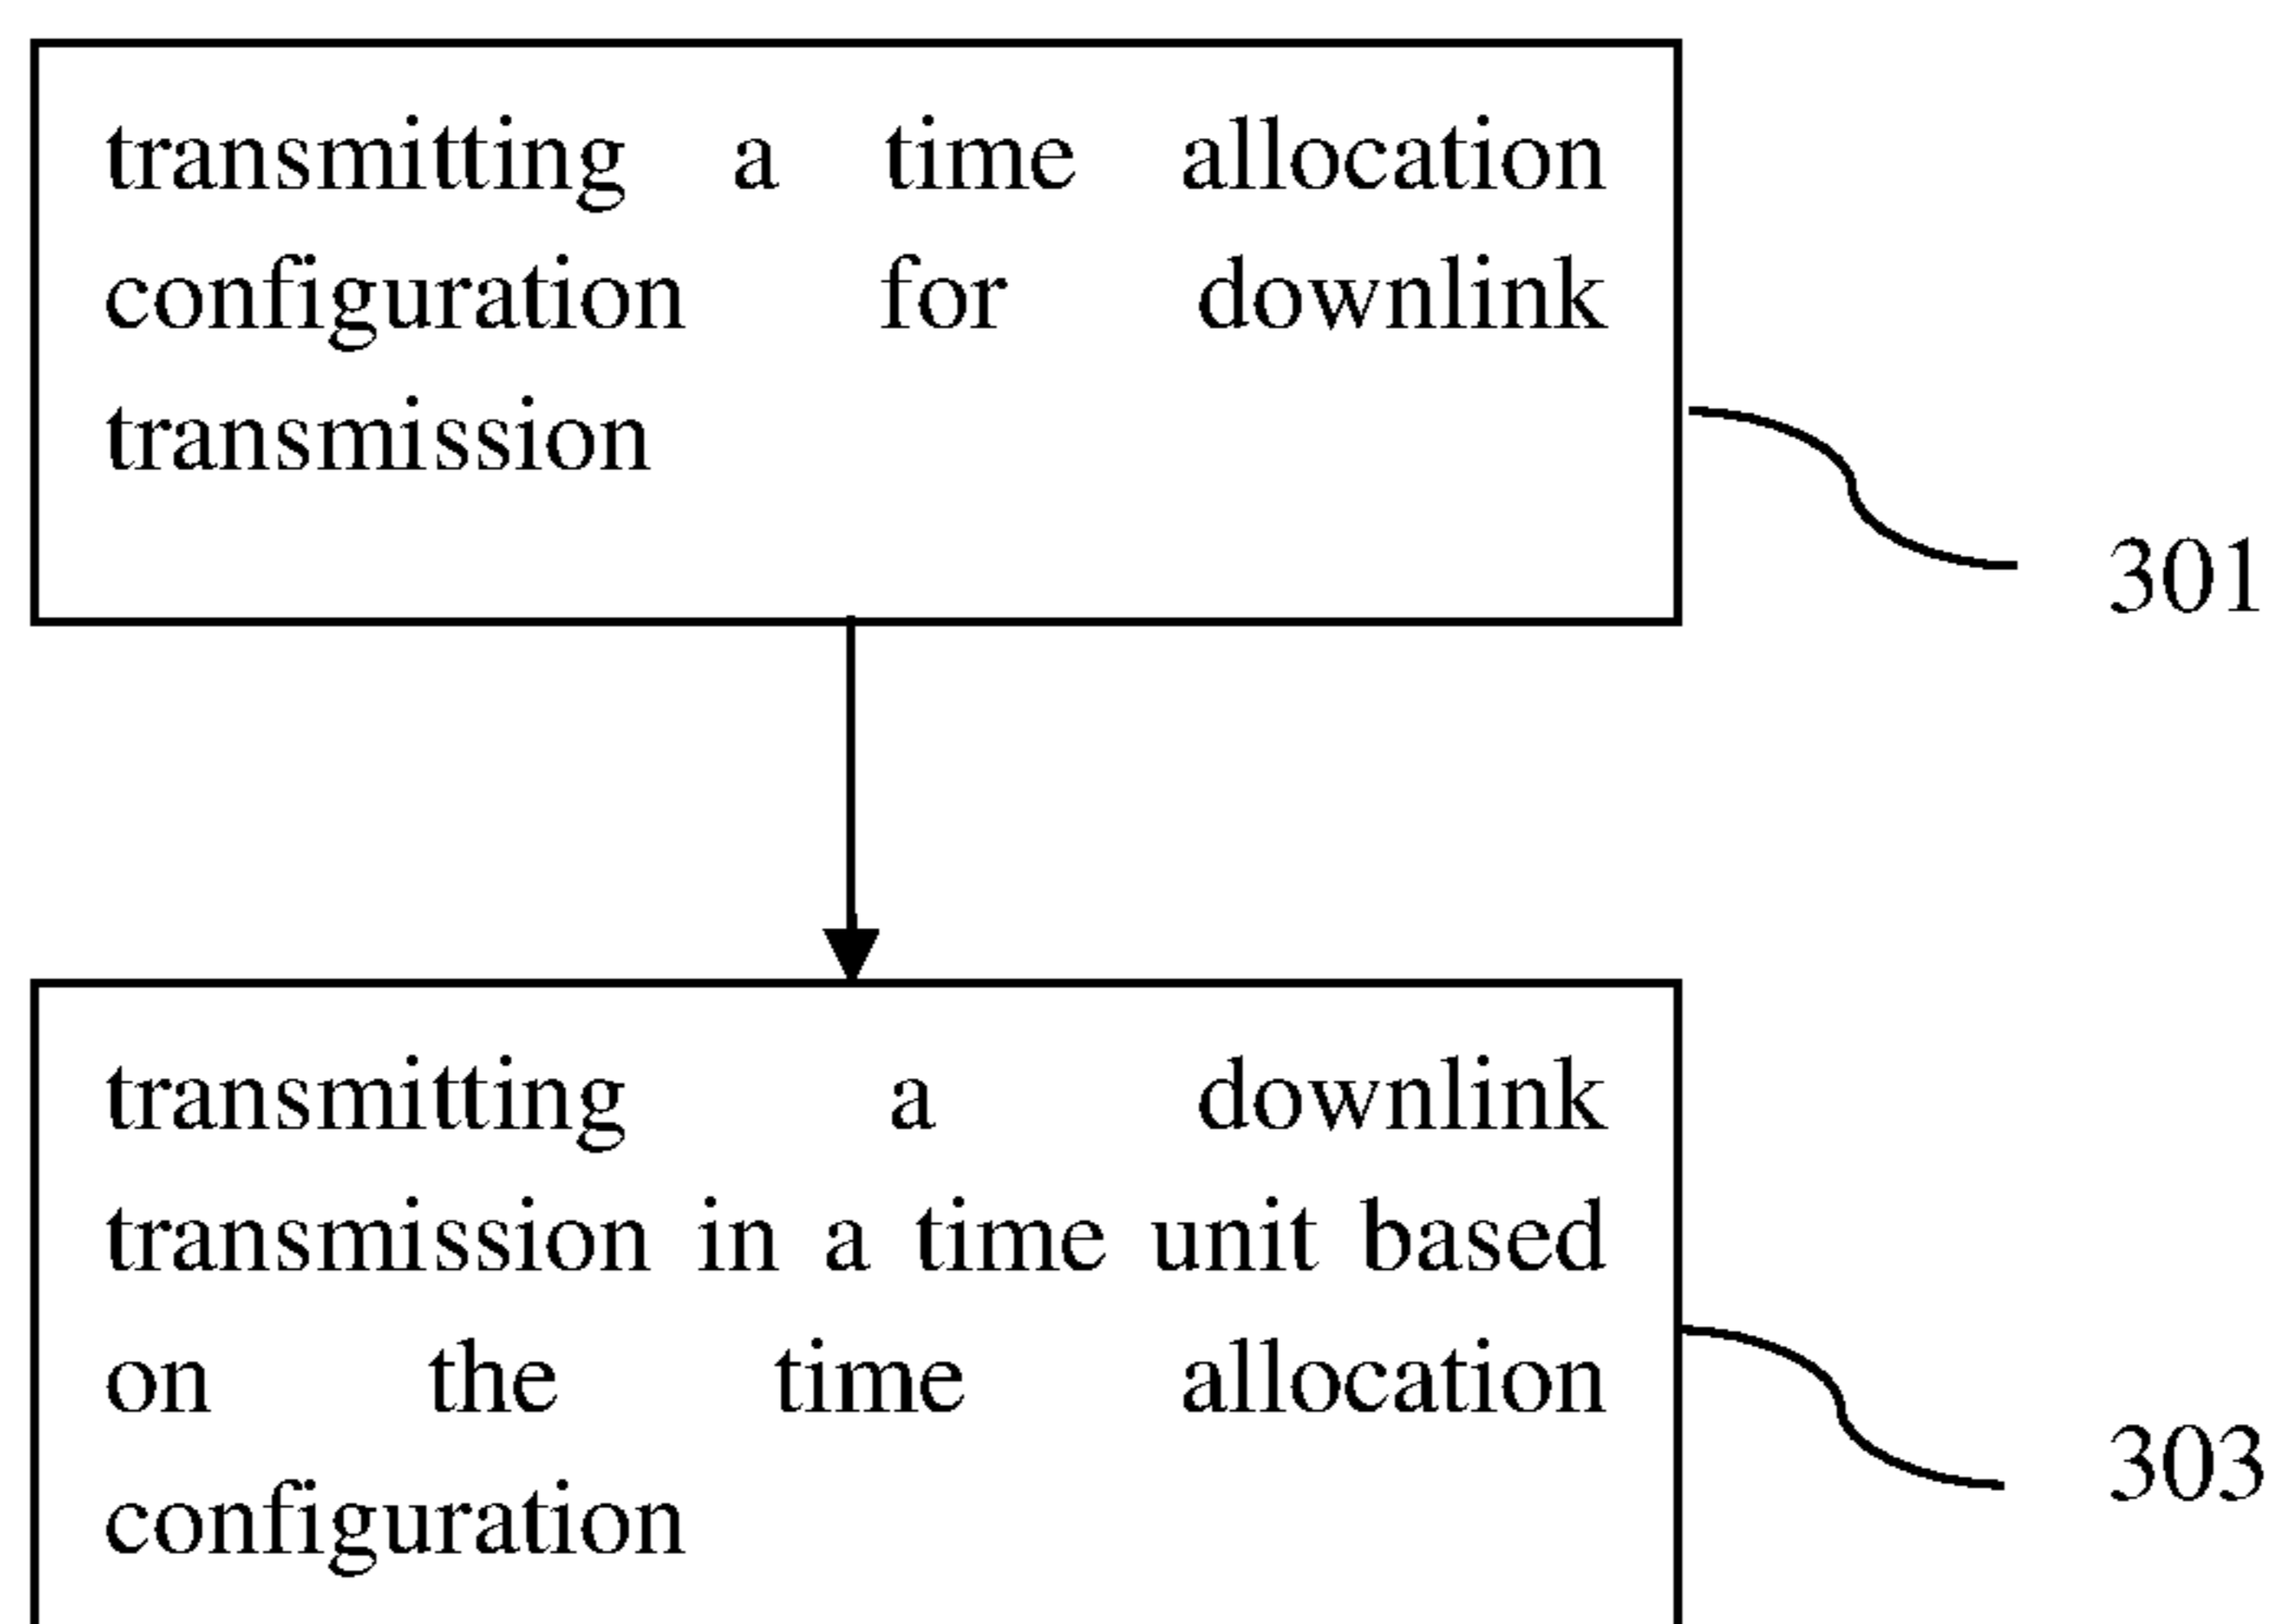 transmitting a time allocation
configuration for downlink
transmission
301
transmitting a downlink
transmission in a time unit based
on the time allocation
configuration
303